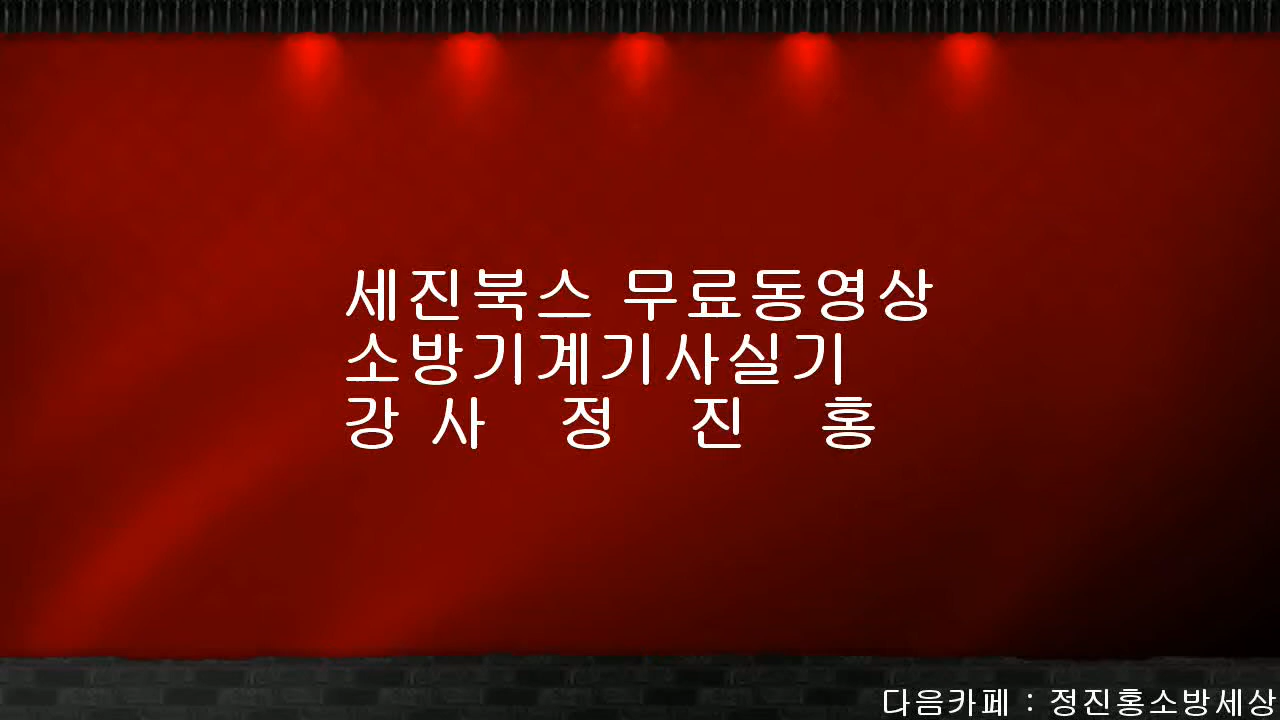 세진북스 무료동영상
소방기계기사실기
강 사 정 진 홍
다음카페 : 정진홍소방세상